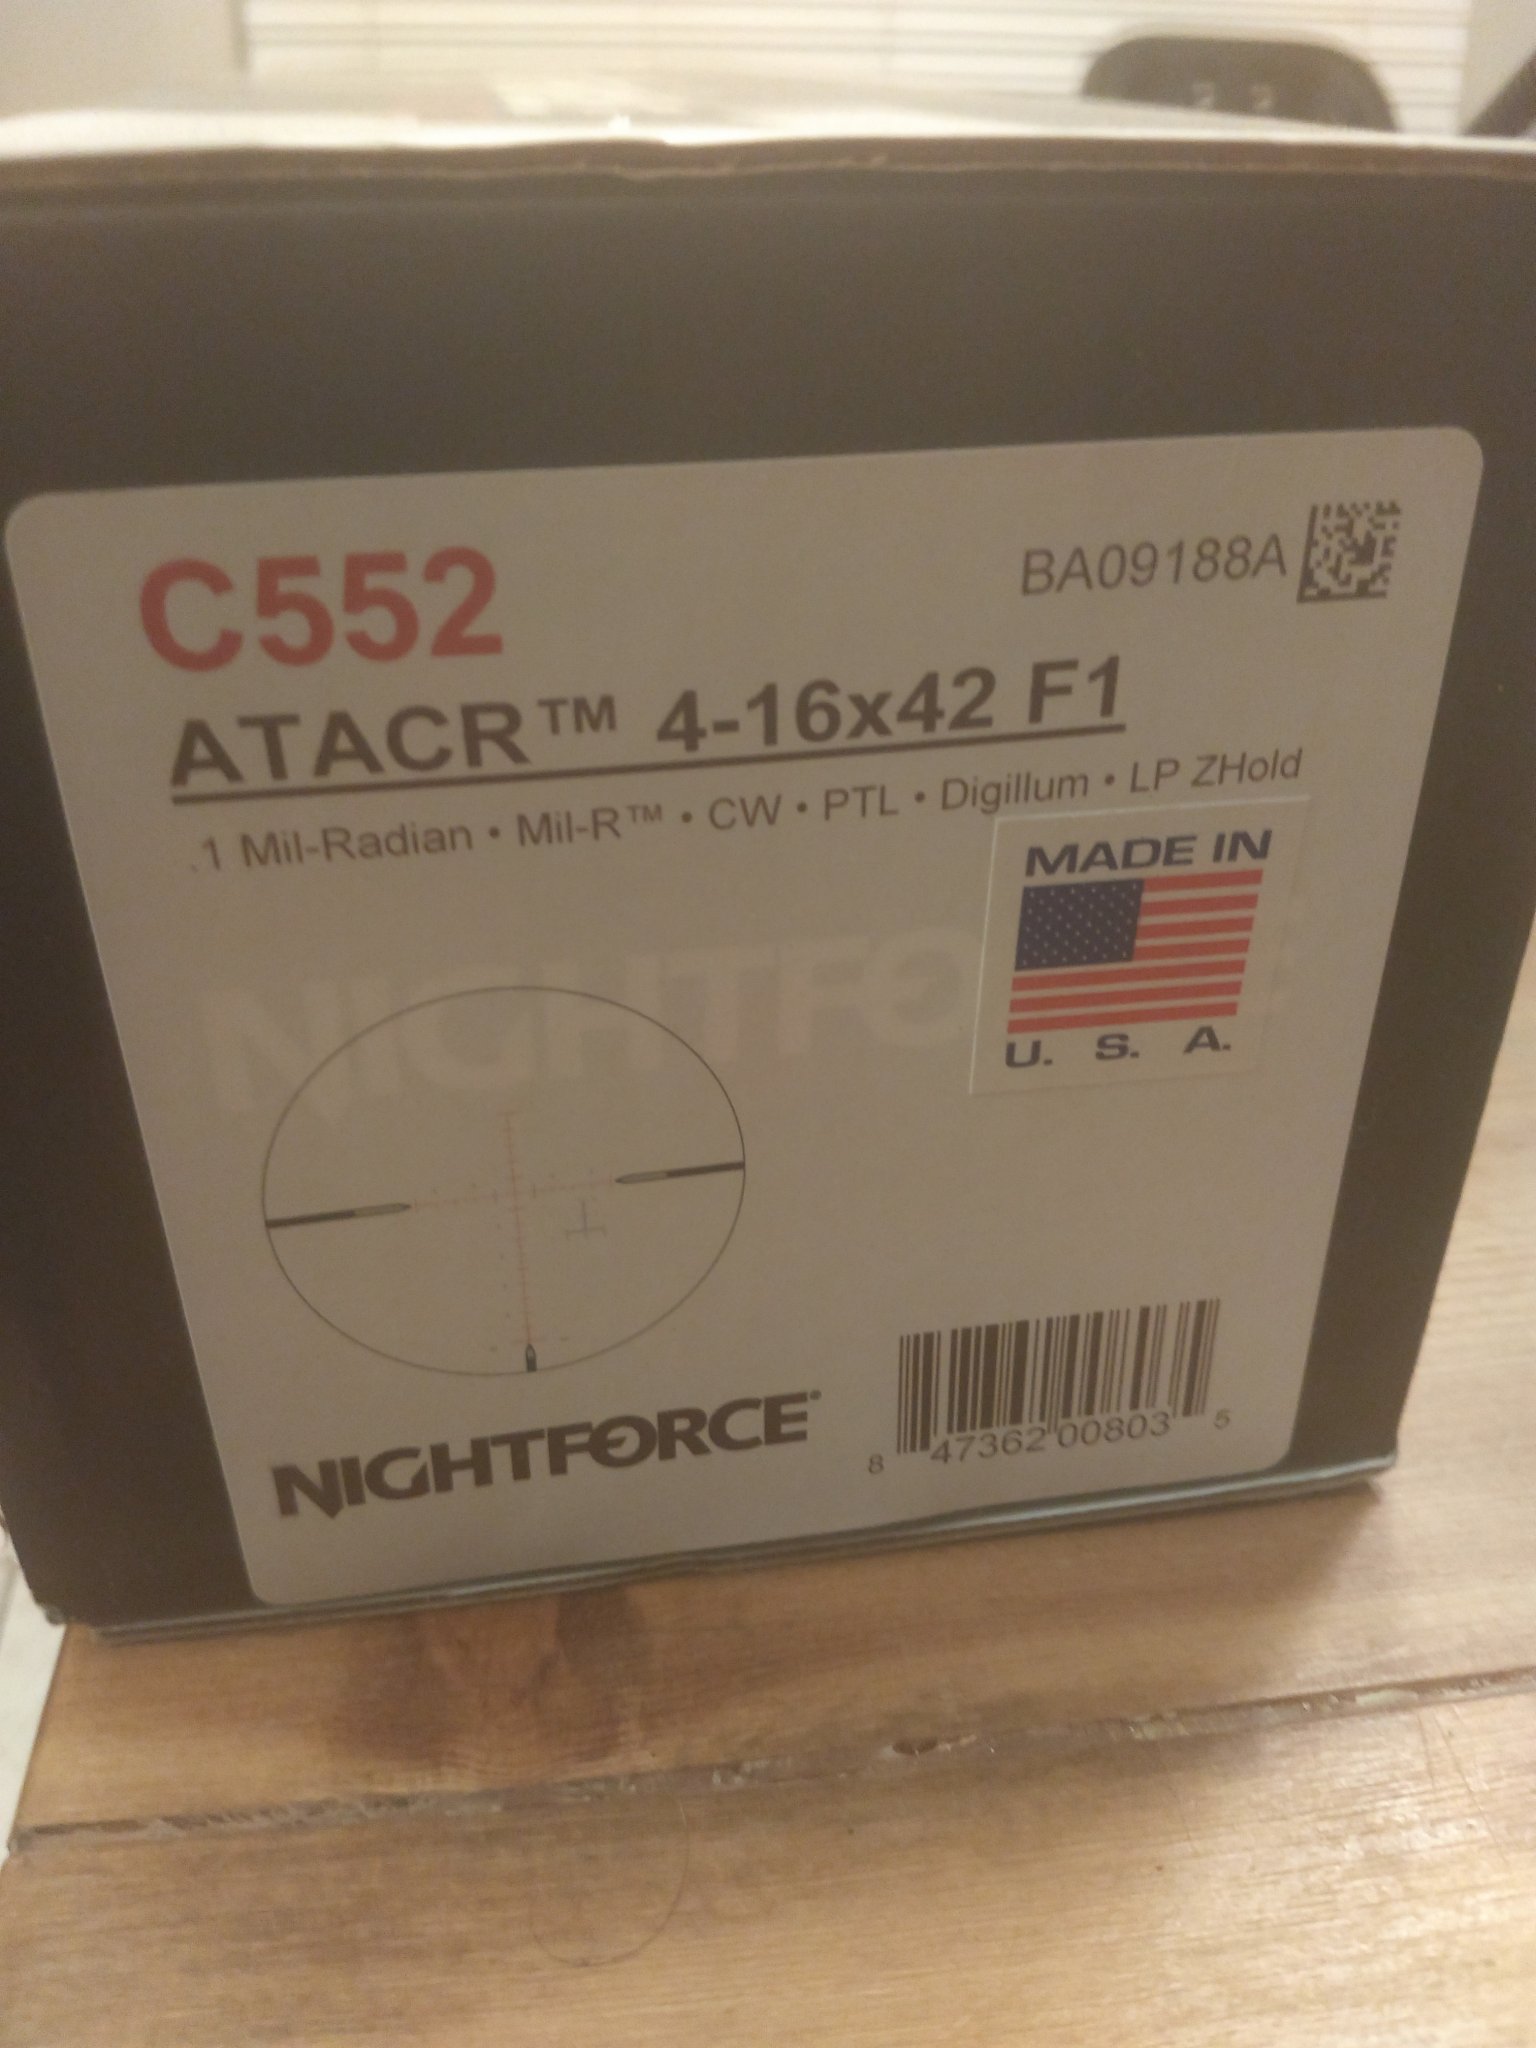 C552
BA09188A
ATACR™ 4-16x42 F1
.1 Mil-Radian • Mil-R™ • CW • PTL • Digillum • LP ZHold
MADE IN
U. S. A.
NIGHTFO
NIGHTFORCE®
8 47362 00803 5